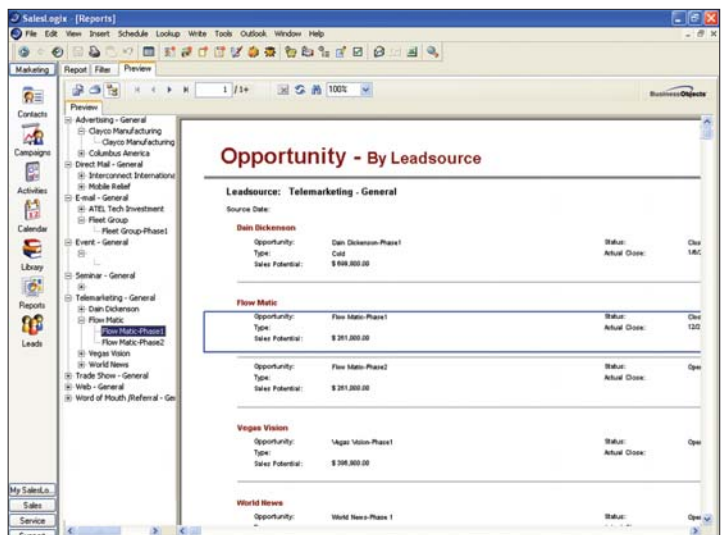 SalesLogix - [Reports]
File Edit View Insert Schedule Lookup Write Tools Outlook Window Help
Marketing
Report Filter Preview
1 /1+
100%
BusinessObjects
Preview
Contacts
Campaigns
Activities
Calendar
Library
Reports
Leads
My SalesLo...
Sales
Service
Support
Advertising - General
Clayco Manufacturing
Clayco Manufacturing
Columbus America
Direct Mail - General
Interconnect Internationa
Mobile Relief
E-mail - General
ATEL Tech Investment
Fleet Group
Fleet Group-Phase1
Event - General
Seminar - General
Telemarketing - General
Dain Dickenson
Flow Matic
Flow Matic-Phase1
Flow Matic-Phase2
Vegas Vision
World News
Trade Show - General
Web - General
Word of Mouth /Referral - Ge
Opportunity - By Leadsource
Leadsource: Telemarketing - General
Source Date:
Dain Dickenson
Opportunity: Dain Dickenson-Phase1 Status: Clos
Type: Cold Actual Close:
Sales Potential:
Flow Matic
Opportunity: Flow Matic-Phase1 Status: Clos
Type: Actual Close:
Sales Potential: $ 261,000.00
Opportunity: Flow Matic-Phase2 Status: Open
Type: Actual Close:
Sales Potential: $ 261,000.00
Vegas Vision
Opportunity: Vegas Vision-Phase1 Status: Open
Type: Actual Close:
Sales Potential:
World News
Opportunity: World News-Phase 1 Status: Open